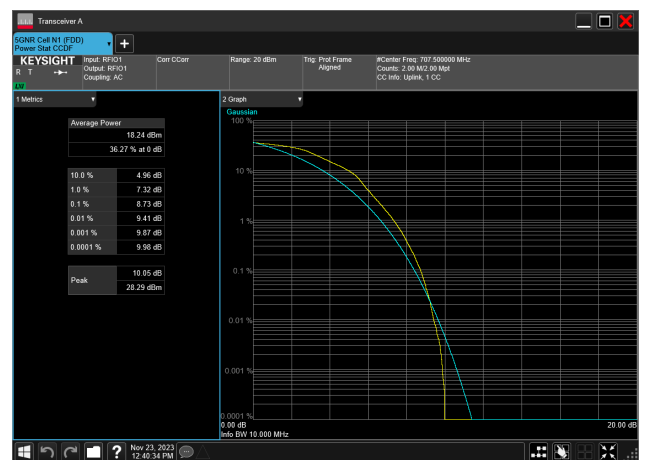 Transceiver A
5GNR Cell N1 (FDD)
Power Stat CCDF
KEYSIGHT
R T
LV
Input: RFIO1
Output: RFIO1
Coupling: AC
Corr CCorr
Range: 20 dBm
Trig: Prot Frame
Aligned
#Center Freq: 707.500000 MHz
Counts: 2.00 M/2.00 Mpt
CC Info: Uplink, 1 CC
1 Metrics
Average Power
18.24 dBm
36.27 % at 0 dB
10.0 % 4.96 dB
1.0 % 7.32 dB
0.1 % 8.73 dB
0.01 % 9.41 dB
0.001 % 9.87 dB
0.0001 % 9.98 dB
Peak
10.05 dB
28.29 dBm
2 Graph
Gaussian
100 %
10 %
1 %
0.1 %
0.01 %
0.001 %
0.0001 %
0.00 dB
20.00 dB
Info BW 10.000 MHz
Nov 23, 2023
12:40:34 PM